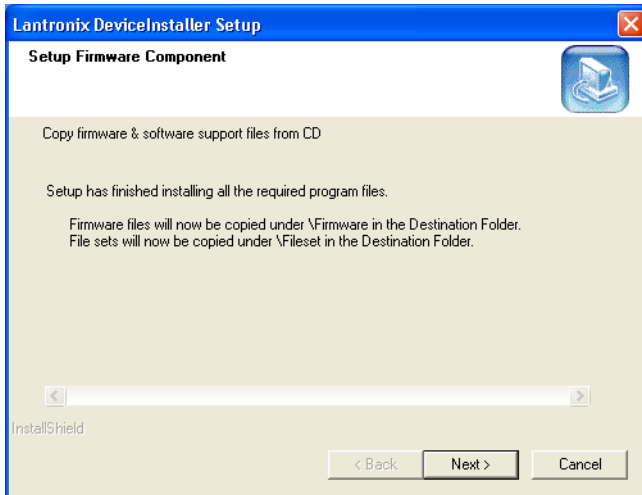 Lantronix DeviceInstaller Setup
Setup Firmware Component
Copy firmware & software support files from CD
Setup has finished installing all the required program files.
Firmware files will now be copied under \Firmware in the Destination Folder.
File sets will now be copied under \Fileset in the Destination Folder.
InstallShield
< Back Next > Cancel